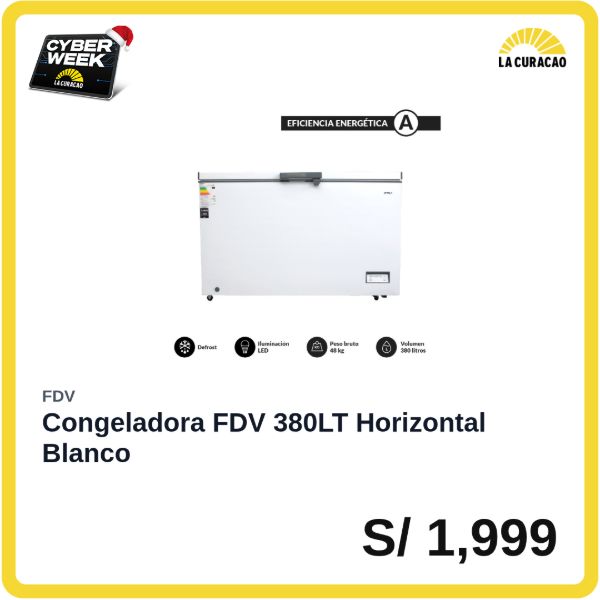 CYBER
WEEK
LA CURACAO
LA CURACAO
EFICIENCIA ENERGÉTICA A
Defrost
Iluminación
LED
Peso bruto
48 kg
Volumen
380 litros
FDV
Congeladora FDV 380LT Horizontal
Blanco
S/ 1,999